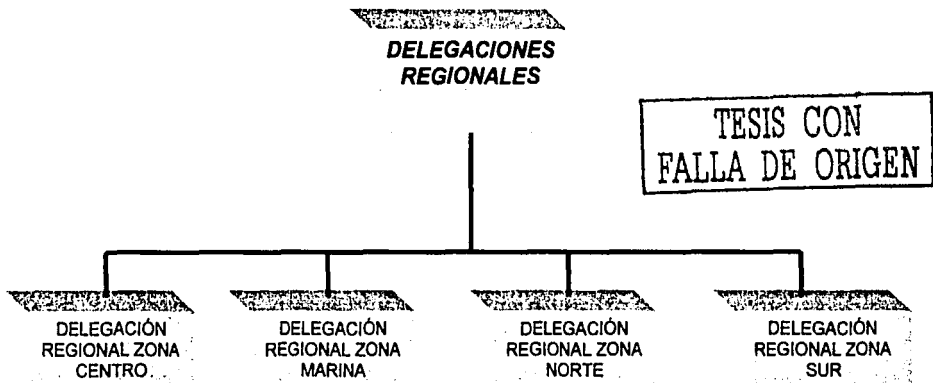 DELEGACIONES
REGIONALES
TESIS CON
FALLA DE ORIGEN
DELEGACIÓN
REGIONAL ZONA
CENTRO
DELEGACIÓN
REGIONAL ZONA
MARINA
DELEGACIÓN
REGIONAL ZONA
NORTE
DELEGACIÓN
REGIONAL ZONA
SUR